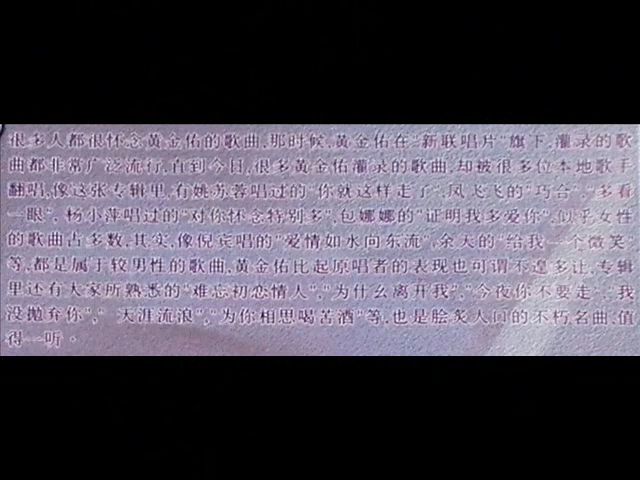 很多人都很怀念黄金佑的歌曲,那时候,黄金佑在“新联唱片”旗下,灌录的歌
曲都非常广泛流行,直到今日,很多黄金佑灌录的歌曲,却被很多位本地歌手
翻唱,像这张专辑里,有姚苏蓉唱过的“你就这样走了”,凤飞飞的“巧合”,“多看
一眼”, 杨小萍唱过的“对你怀念特别多”,包娜娜的“证明我多爱你”,似乎女性
的歌曲占多数,其实,像倪宾唱的“爱情如水向东流”,余天的“给我一个微笑”
等,都是属于较男性的歌曲,黄金佑比起原唱者的表现也可谓不遑多让,专辑
里还有大家所熟悉的“难忘初恋情人”,“为什么离开我”,“今夜你不要走”,“我
没抛弃你”,“ 天涯流浪”,“为你相思喝苦酒”等,也是脍炙人口的不朽名曲,值
得一听·